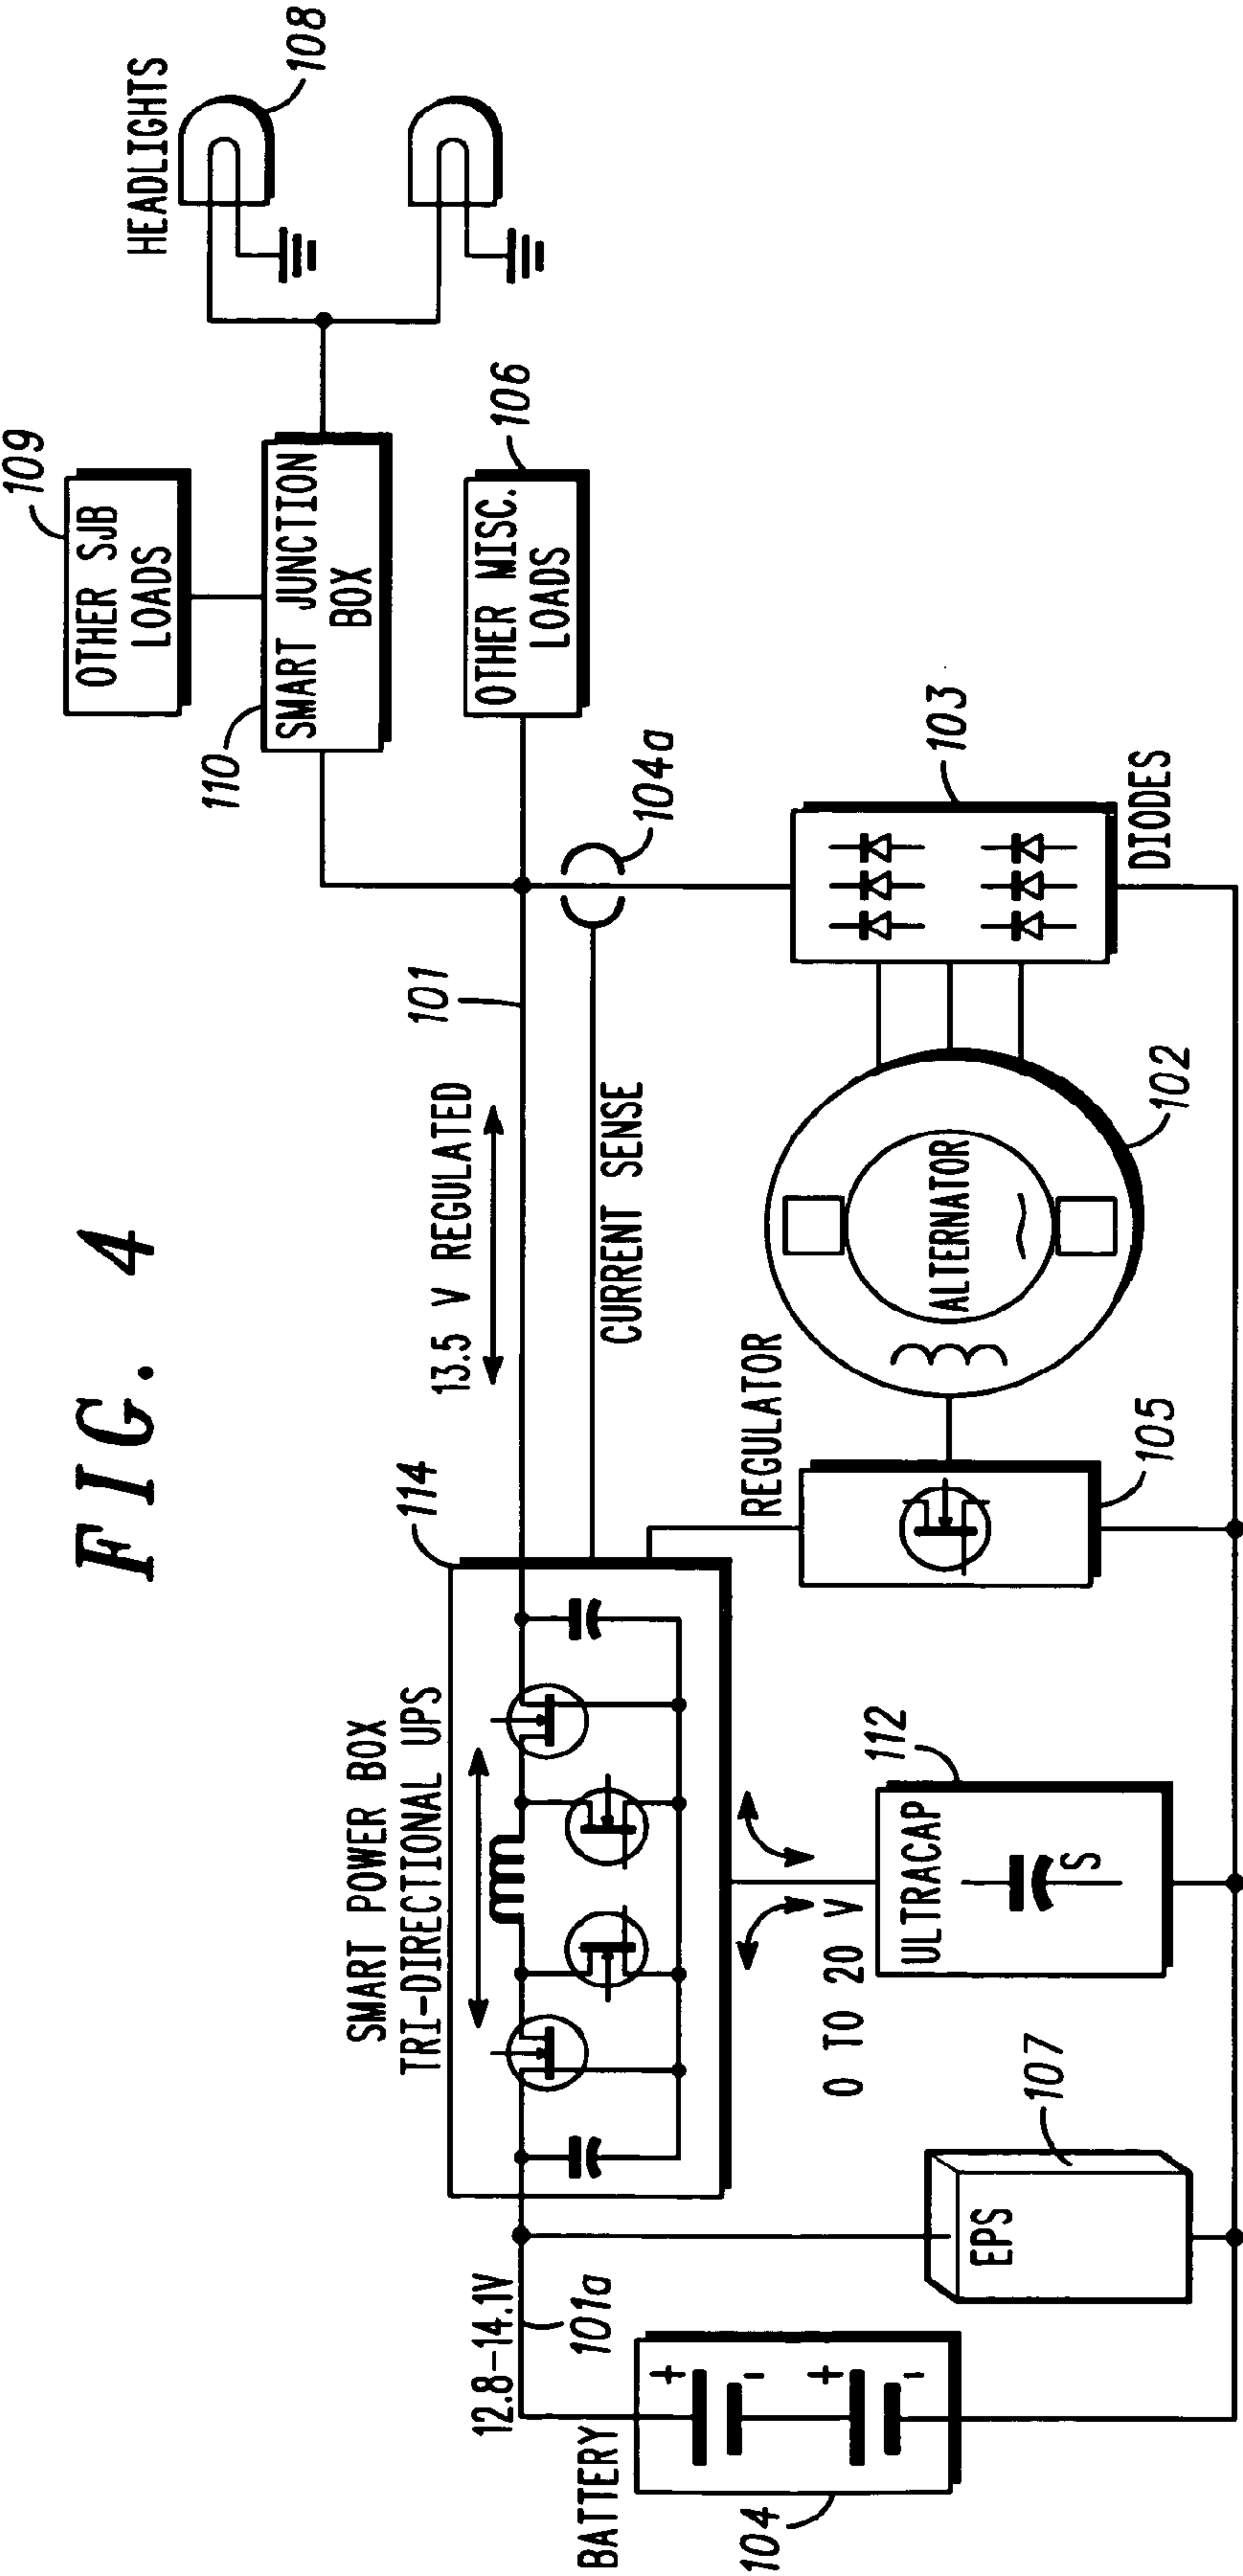 FIG. 4
HEADLIGHTS
108
109
OTHER SJB
LOADS
110
SMART JUNCTION
BOX
106
OTHER MISC.
LOADS
104a
101
13.5 V REGULATED
CURRENT SENSE
103
DIODES
102
ALTERNATOR
REGULATOR
105
114
SMART POWER BOX
TRI-DIRECTIONAL UPS
112
ULTRACAP
S
0 TO 20 V
107
EPS
12.8-14.1V
101a
BATTERY
+
-
+
-
104